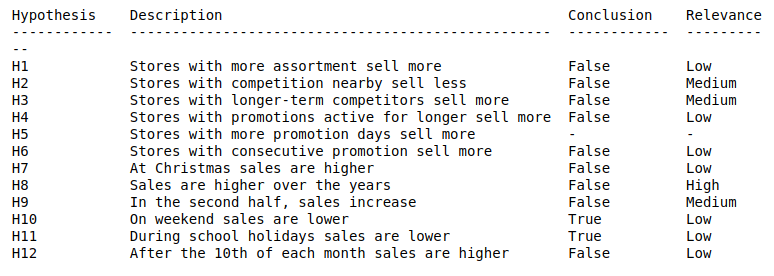 Hypothesis    Description                                         Conclusion    Relevance
------------  --------------------------------------------------  ------------  ---------
--
H1            Stores with more assortment sell more               False         Low
H2            Stores with competition nearby sell less            False         Medium
H3            Stores with longer-term competitors sell more       False         Medium
H4            Stores with promotions active for longer sell more  False         Low
H5            Stores with more promotion days sell more           -             -
H6            Stores with consecutive promotion sell more         False         Low
H7            At Christmas sales are higher                       False         Low
H8            Sales are higher over the years                     False         High
H9            In the second half, sales increase                  False         Medium
H10           On weekend sales are lower                          True          Low
H11           During school holidays sales are lower              True          Low
H12           After the 10th of each month sales are higher       False         Low